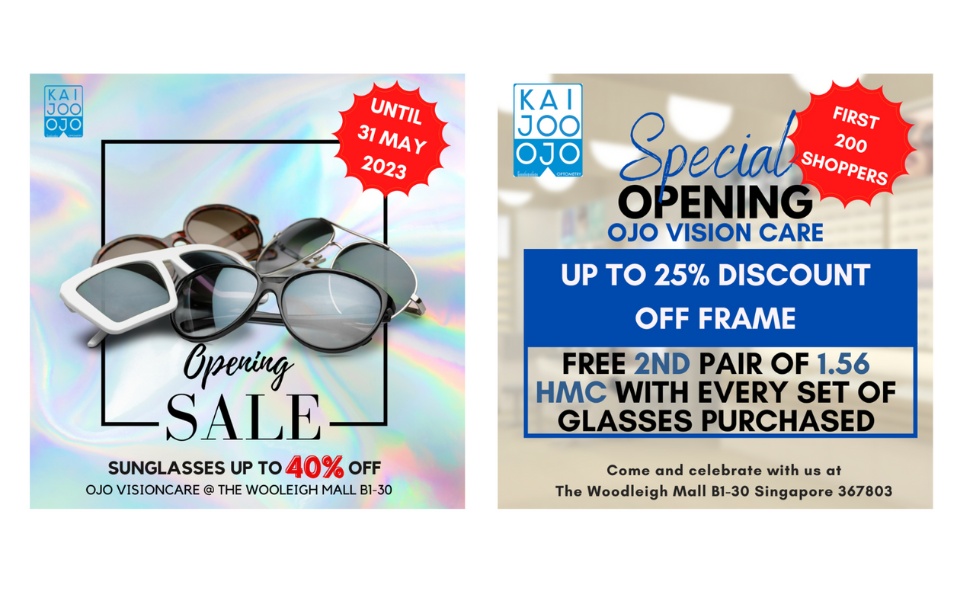 KAI
JOO
OJO
UNTIL
31 MAY
2023
Opening
SALE
SUNGLASSES UP TO 40% OFF
OJO VISIONCARE @ THE WOOLEIGH MALL B1-30
KAI
JOO
OJO
OPTOMETRY
FIRST
200
SHOPPERS
Special
OPENING
OJO VISION CARE
UP TO 25% DISCOUNT
OFF FRAME
FREE 2ND PAIR OF 1.56
HMC WITH EVERY SET OF
GLASSES PURCHASED
Come and celebrate with us at
The Woodleigh Mall B1-30 Singapore 367803